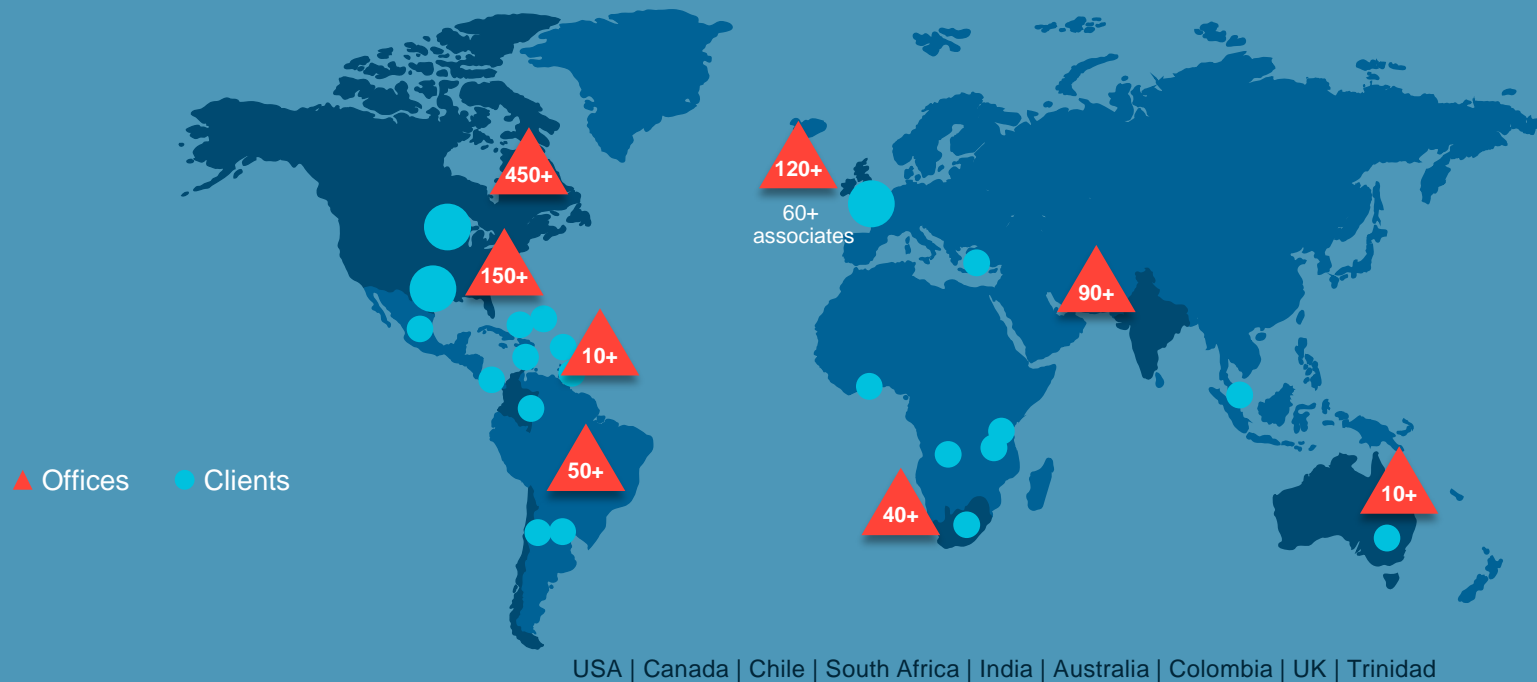 450+
120+
60+
associates
150+
90+
10+
50+
Offices
Clients
40+
10+
USA | Canada | Chile | South Africa | India | Australia | Colombia | UK | Trinidad